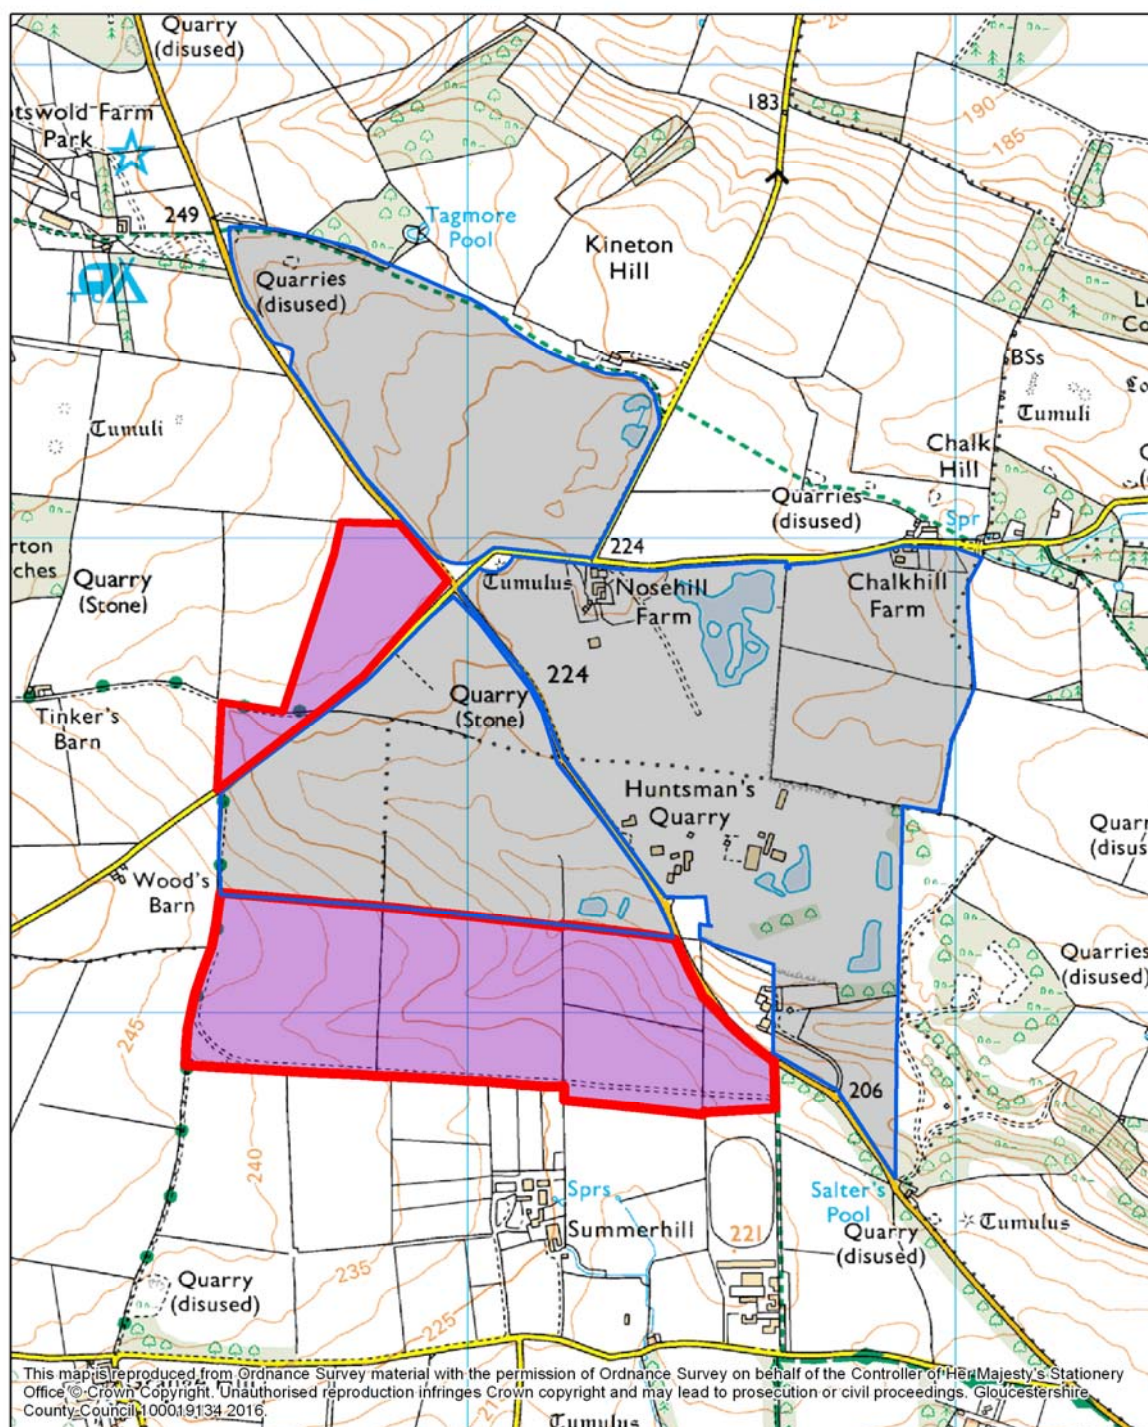 Quarry
(disused)
otswold Farm
Park
183
190
185
249
Tagmore
Pool
Kineton
Hill
Quarries
(disused)
BSs
Tumuli
Tumuli
Chalk
Hill
Quarries
(disused)
Spr
rton
ches
Quarry
(Stone)
224
Tumulus
Nosehill
Farm
Chalkhill
Farm
224
Quarry
(Stone)
Tinker's
Barn
Huntsman's
Quarry
Quarr
(disus
Wood's
Barn
Quarries
(disused)
245
206
240
Sprs
Summerhill
Salter's
Pool
221
Tumulus
Quarry
(disused)
235
Quarry
(disused)
225
This map is reproduced from Ordnance Survey material with the permission of Ordnance Survey on behalf of the Controller of Her Majesty's Stationery
Office © Crown Copyright. Unauthorised reproduction infringes Crown copyright and may lead to prosecution or civil proceedings. Gloucestershire
County Council 100019134 2016.
Tumulus